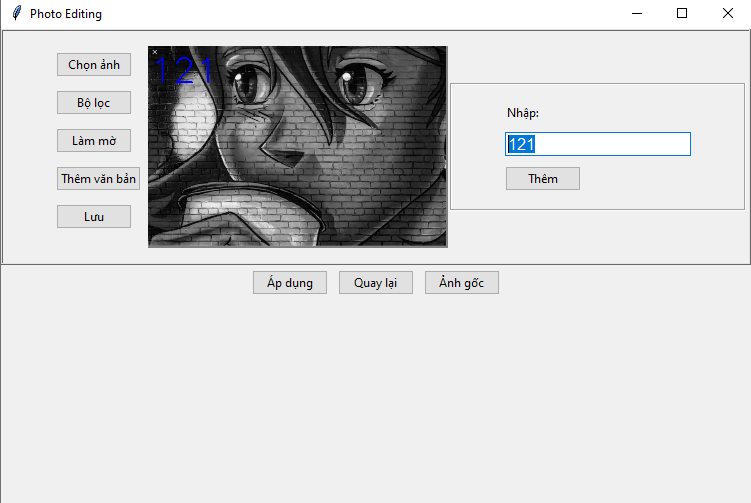 Photo Editing
Chọn ảnh
Bộ lọc
Làm mờ
Thêm văn bản
Lưu
121
Nhập:
121
Thêm
Áp dụng
Quay lại
Ảnh gốc